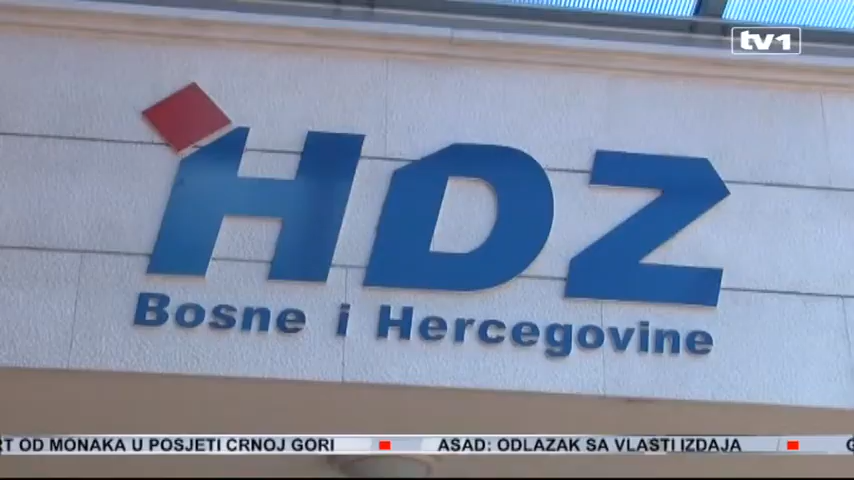 tv1
HDZ
Bosne i Hercegovine
OD MONAKA U POSJETI CRNOJ GORI ASAD: ODLAZAK SA VLASTI IZDAJA